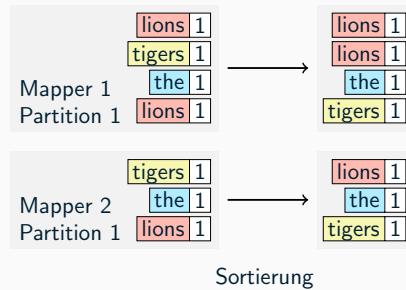 lions 1
tigers 1
the 1
lions 1
Mapper 1
Partition 1
lions 1
lions 1
the 1
tigers 1
tigers 1
the 1
lions 1
Mapper 2
Partition 1
lions 1
the 1
tigers 1
Sortierung